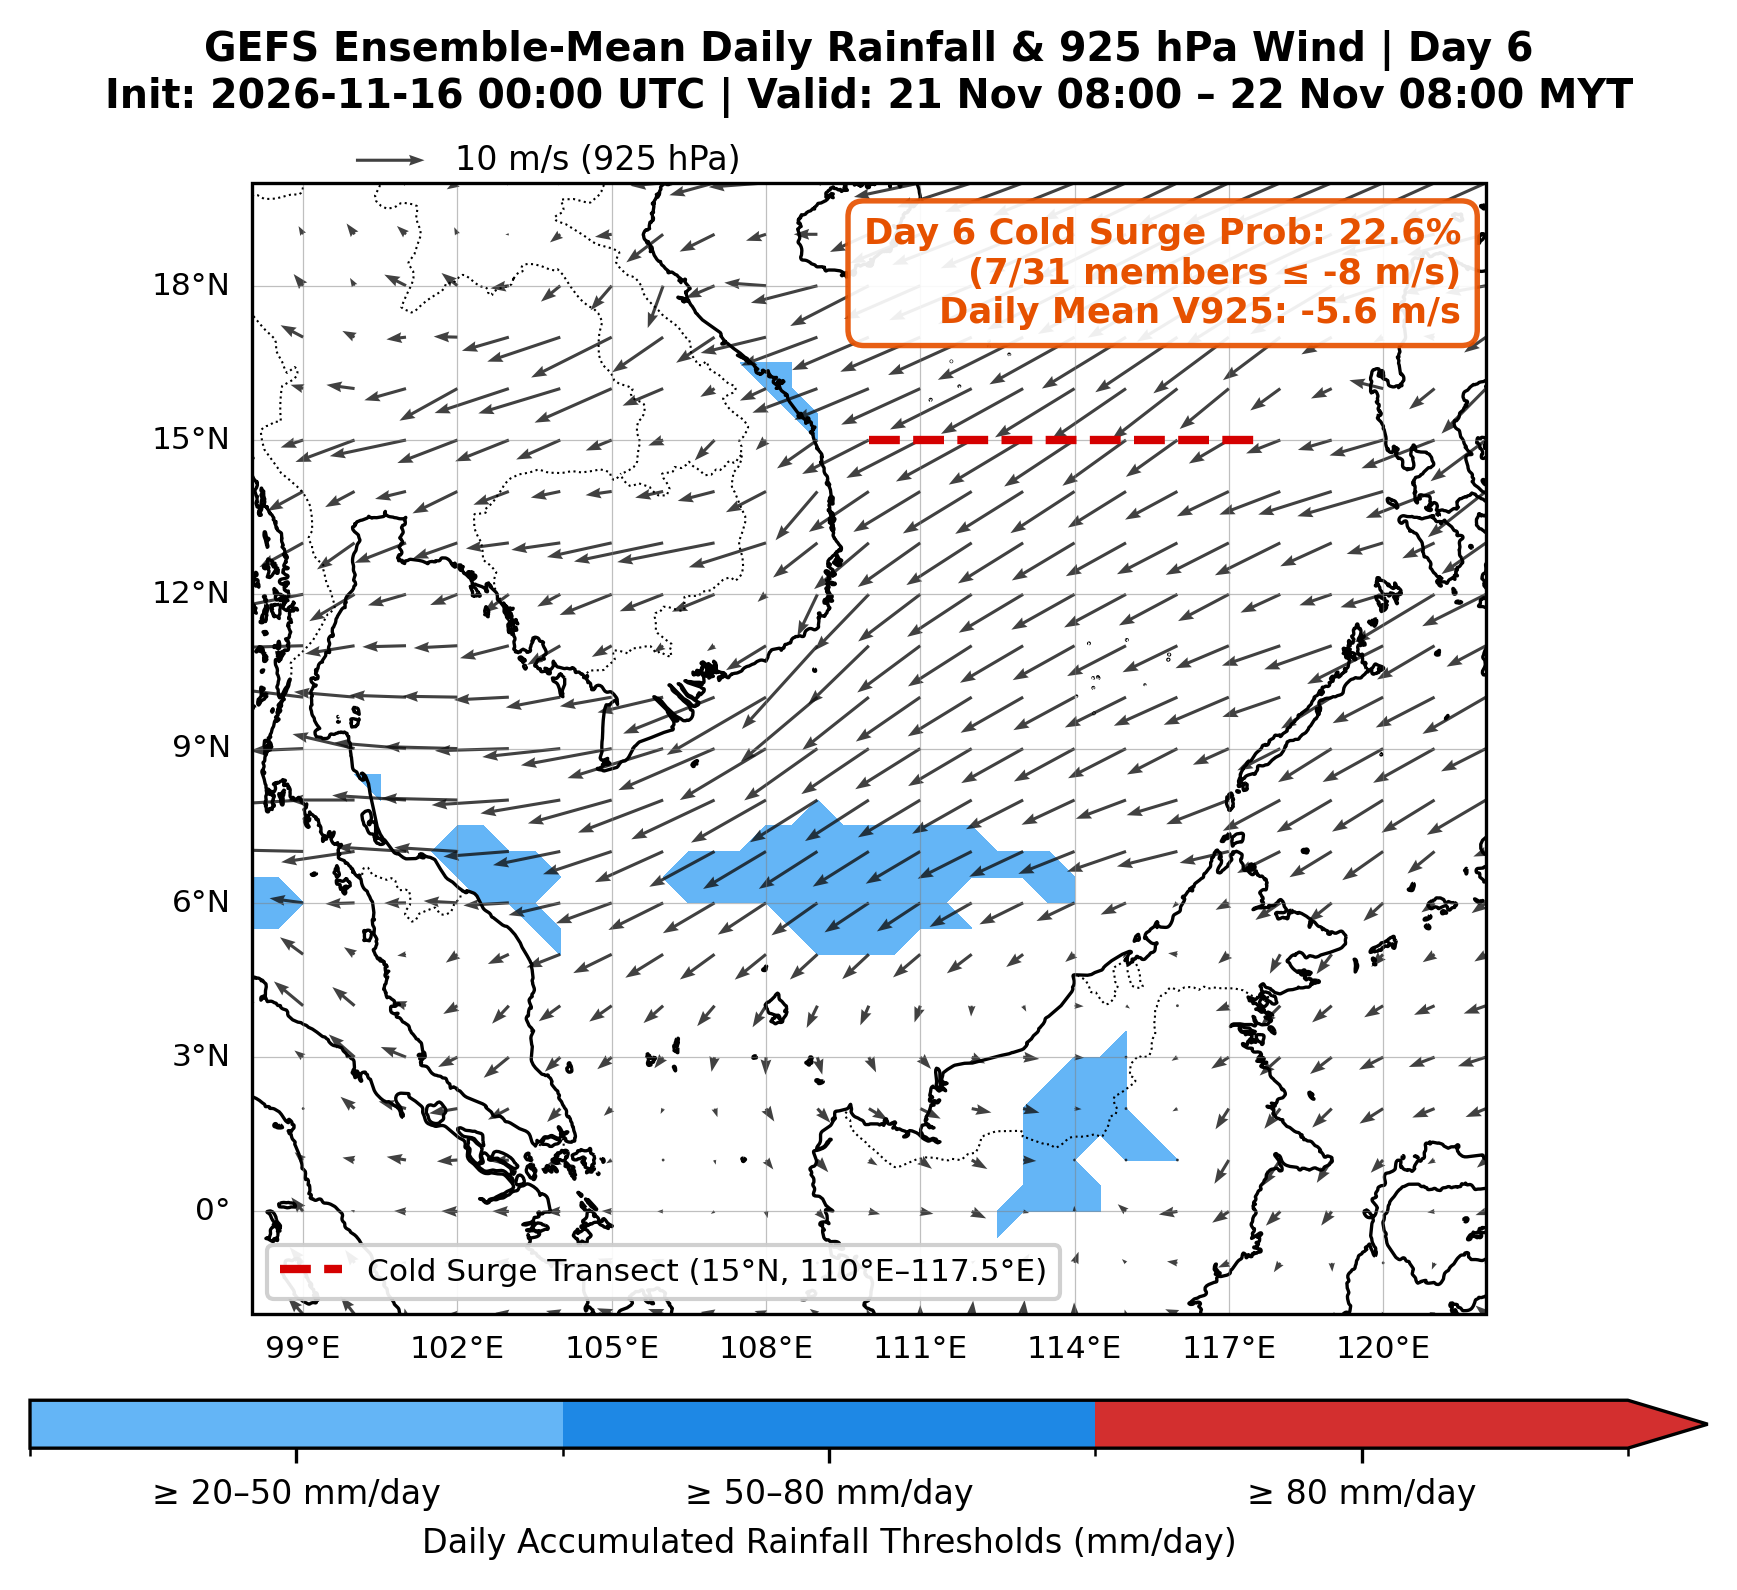 GEFS Ensemble-Mean Daily Rainfall & 925 hPa Wind | Day 6
Init: 2026-11-16 00:00 UTC | Valid: 21 Nov 08:00 – 22 Nov 08:00 MYT
10 m/s (925 hPa)
Day 6 Cold Surge Prob: 22.6%
(7/31 members ≤ -8 m/s)
Daily Mean V925: -5.6 m/s
18°N
15°N
12°N
9°N
6°N
3°N
0°
Cold Surge Transect (15°N, 110°E–117.5°E)
99°E 102°E 105°E 108°E 111°E 114°E 117°E 120°E
≥ 20–50 mm/day ≥ 50–80 mm/day ≥ 80 mm/day
Daily Accumulated Rainfall Thresholds (mm/day)